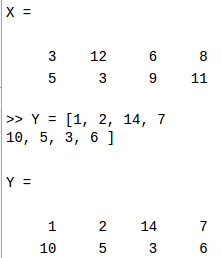 X =
3 12 6 8
5 3 9 11
>> Y = [1, 2, 14, 7
10, 5, 3, 6 ]
Y =
1 2 14 7
10 5 3 6